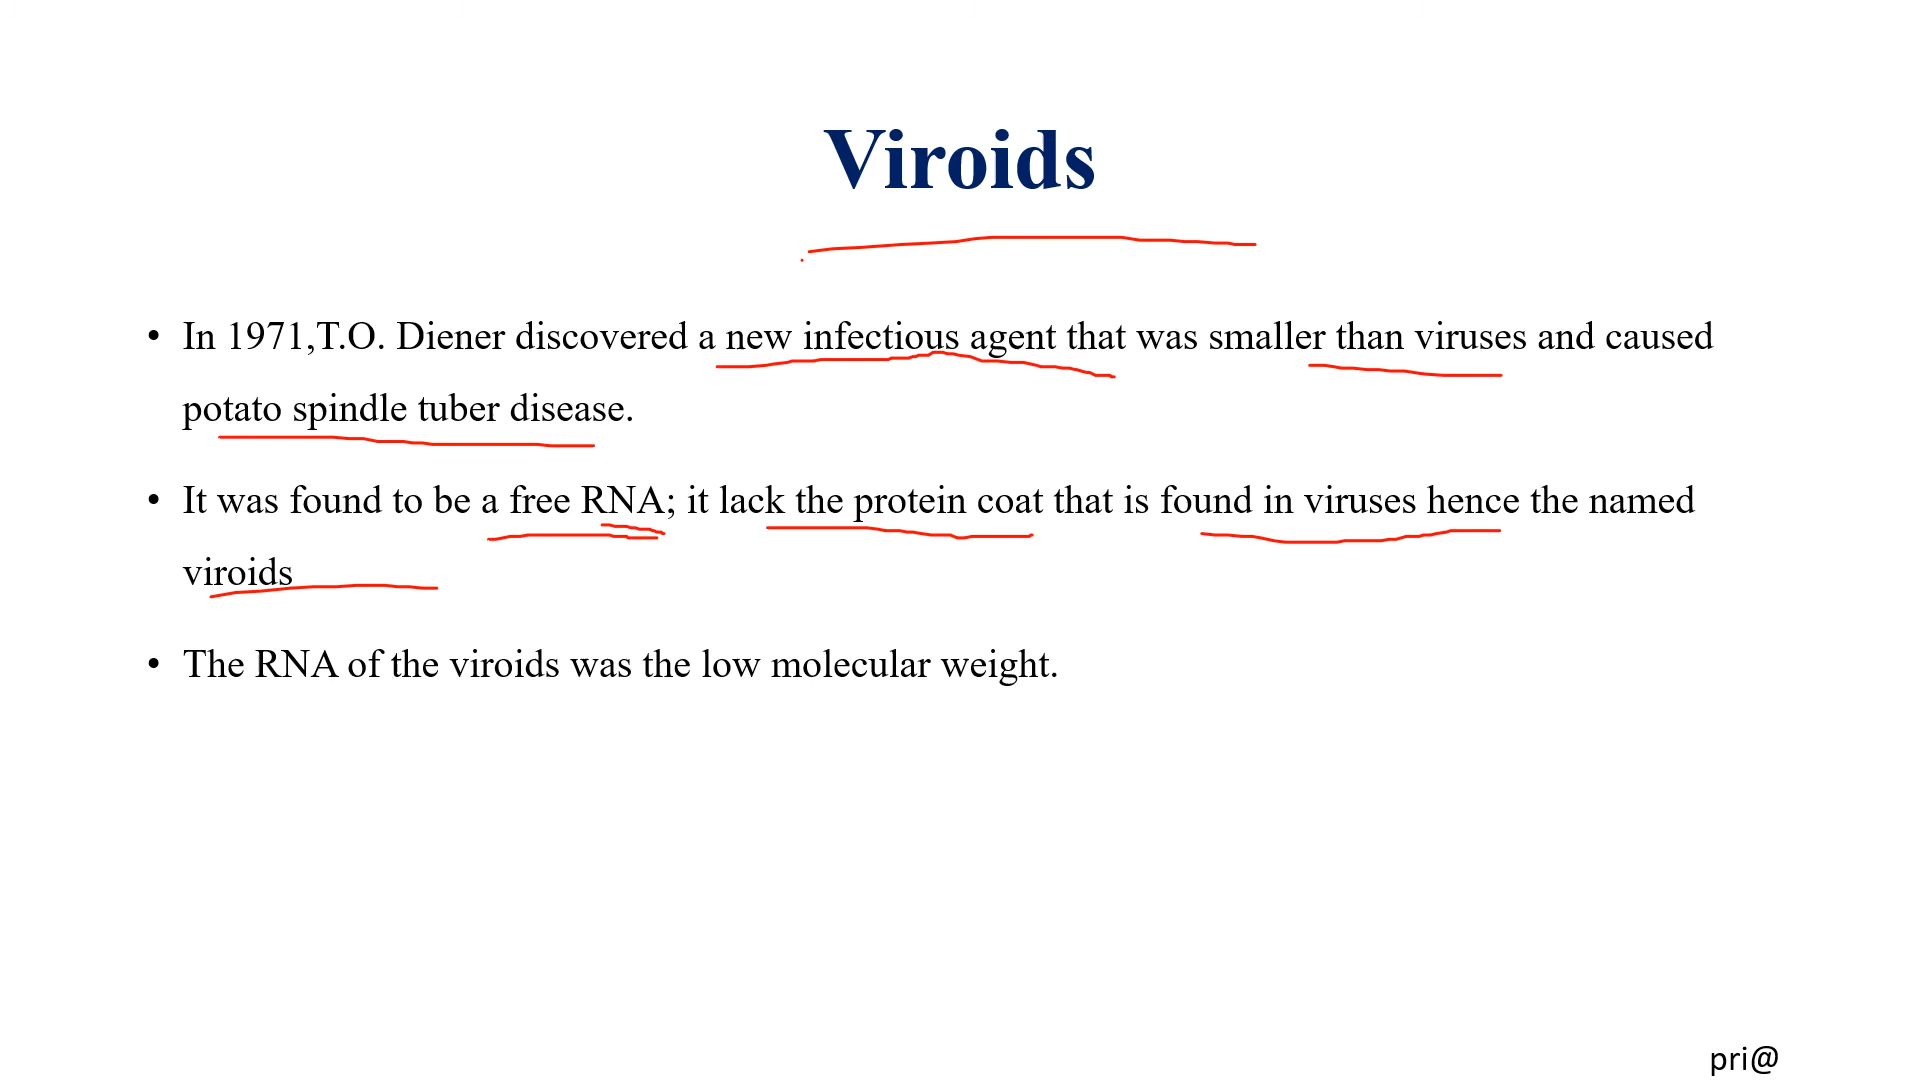 Viroids
• In 1971,T.O. Diener discovered a new infectious agent that was smaller than viruses and caused
potato spindle tuber disease.
• It was found to be a free RNA; it lack the protein coat that is found in viruses hence the named
viroids
• The RNA of the viroids was the low molecular weight.
pri@